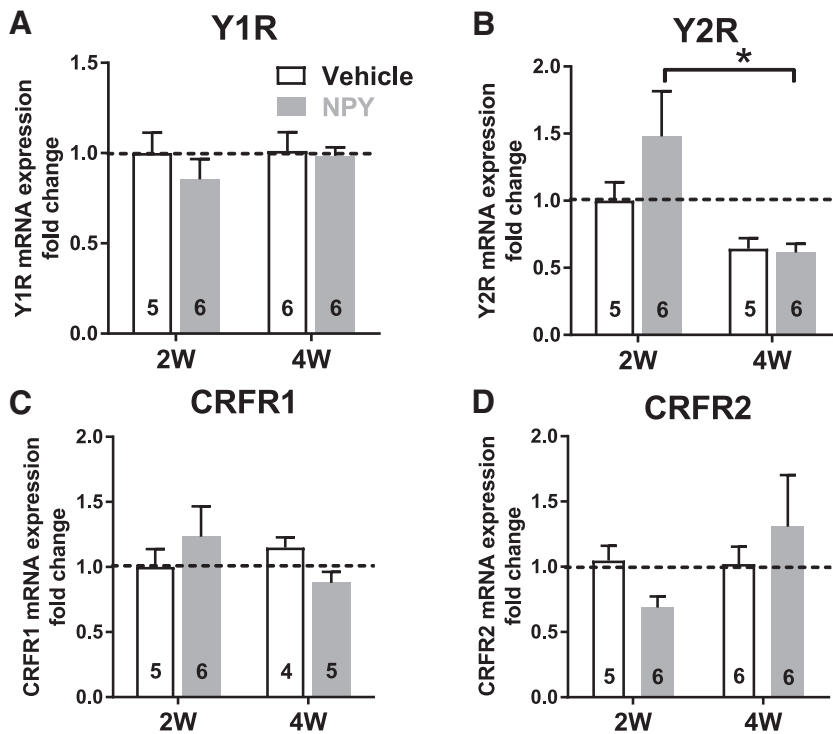 A
Y1R
Y1R mRNA expression
fold change
1.5
1.0
0.5
0.0
Vehicle
NPY
5
6
6
6
2W
4W
B
Y2R
*
Y2R mRNA expression
fold change
2.0
1.5
1.0
0.5
0.0
5
6
5
6
2W
4W
C
CRFR1
CRFR1 mRNA expression
fold change
2.0
1.5
1.0
0.5
0.0
5
6
4
5
2W
4W
D
CRFR2
CRFR2 mRNA expression
fold change
2.0
1.5
1.0
0.5
0.0
5
6
6
6
2W
4W